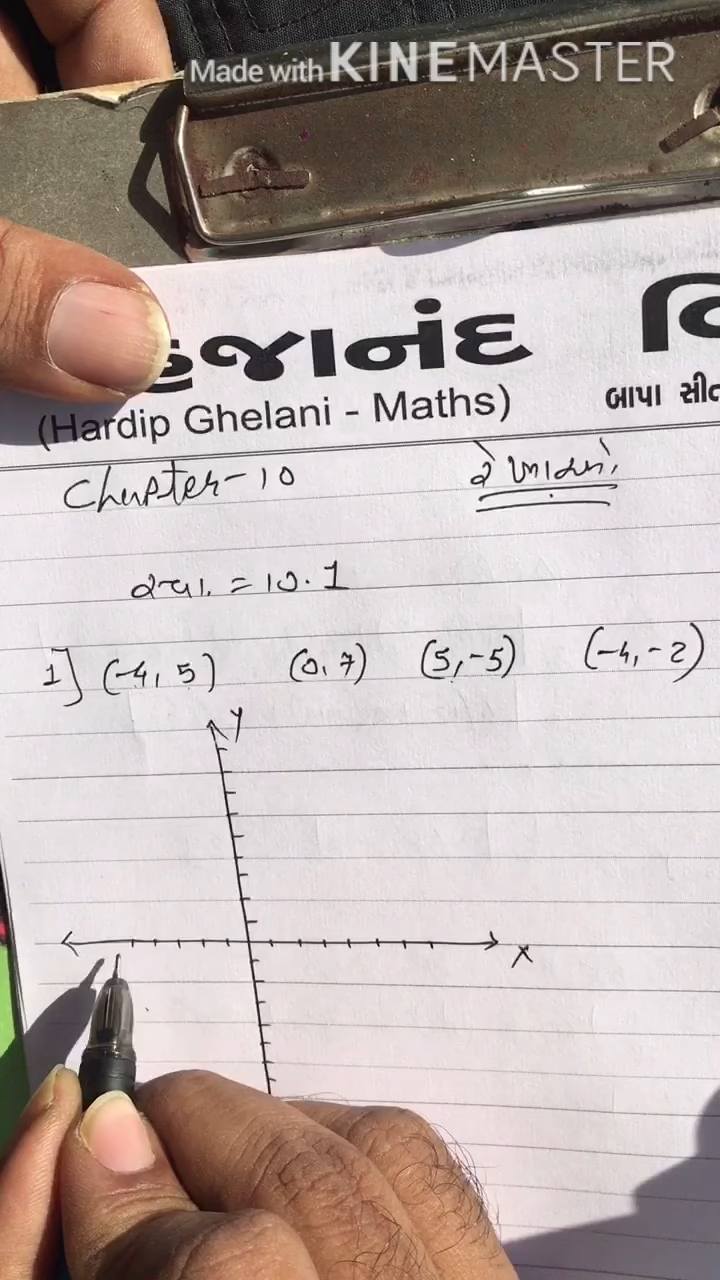 Made with KINEMASTER
હજાનંદ વિ
(Hardip Ghelani - Maths) બાપા સીત
Chapter-10 રેખાઓ
સ્વા. = 10.1
1] (-4, 5) (0, 7) (5, -5) (-4, -2)
Y
X